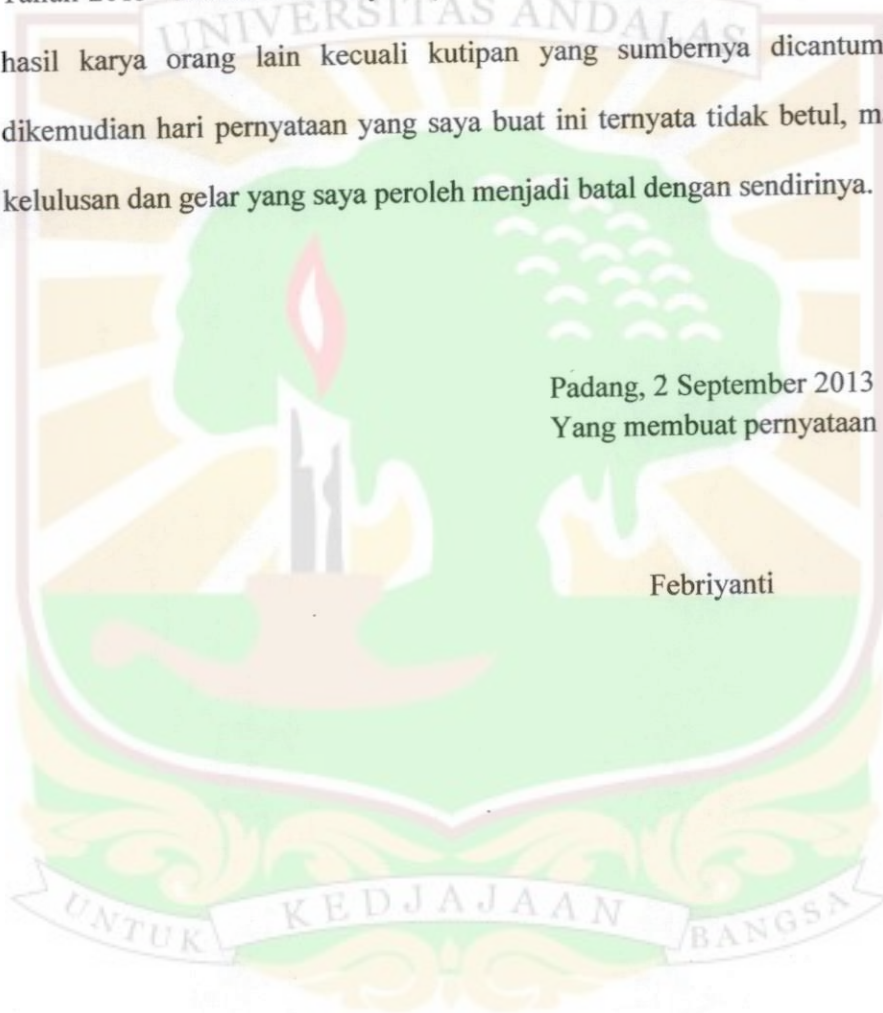 UNIVERSITAS ANDALAS
hasil karya orang lain kecuali kutipan yang sumbernya dicantum
dikemudian hari pernyataan yang saya buat ini ternyata tidak betul, m
kelulusan dan gelar yang saya peroleh menjadi batal dengan sendirinya.
Padang, 2 September 2013
Yang membuat pernyataan
Febriyanti
UNTUK KEDJAJAAN BANGSA